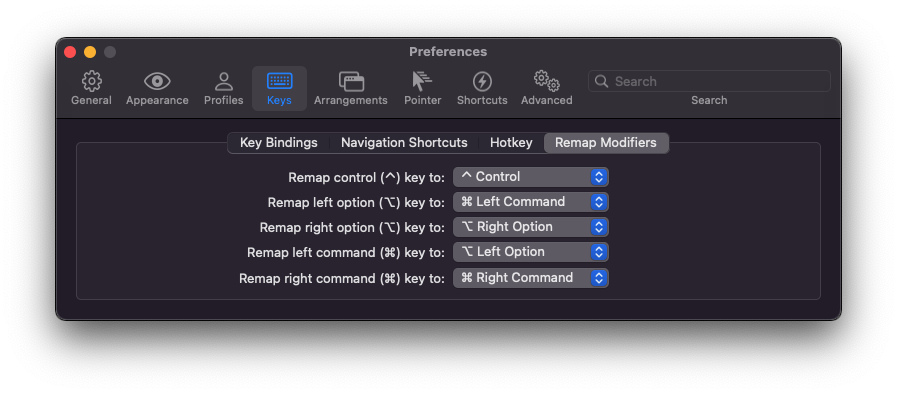 Preferences
General Appearance Profiles Keys Arrangements Pointer Shortcuts Advanced Search
Search
Key Bindings Navigation Shortcuts Hotkey Remap Modifiers
Remap control (^) key to: ^ Control
Remap left option (⌥) key to: ⌘ Left Command
Remap right option (⌥) key to: ⌥ Right Option
Remap left command (⌘) key to: ⌥ Left Option
Remap right command (⌘) key to: ⌘ Right Command